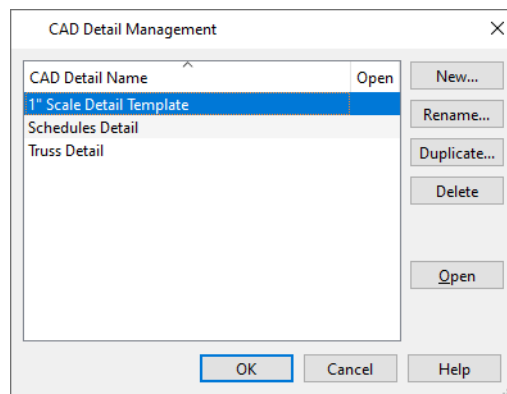 CAD Detail Management
CAD Detail Name Open
1" Scale Detail Template
Schedules Detail
Truss Detail
New...
Rename...
Duplicate...
Delete
Open
OK Cancel Help